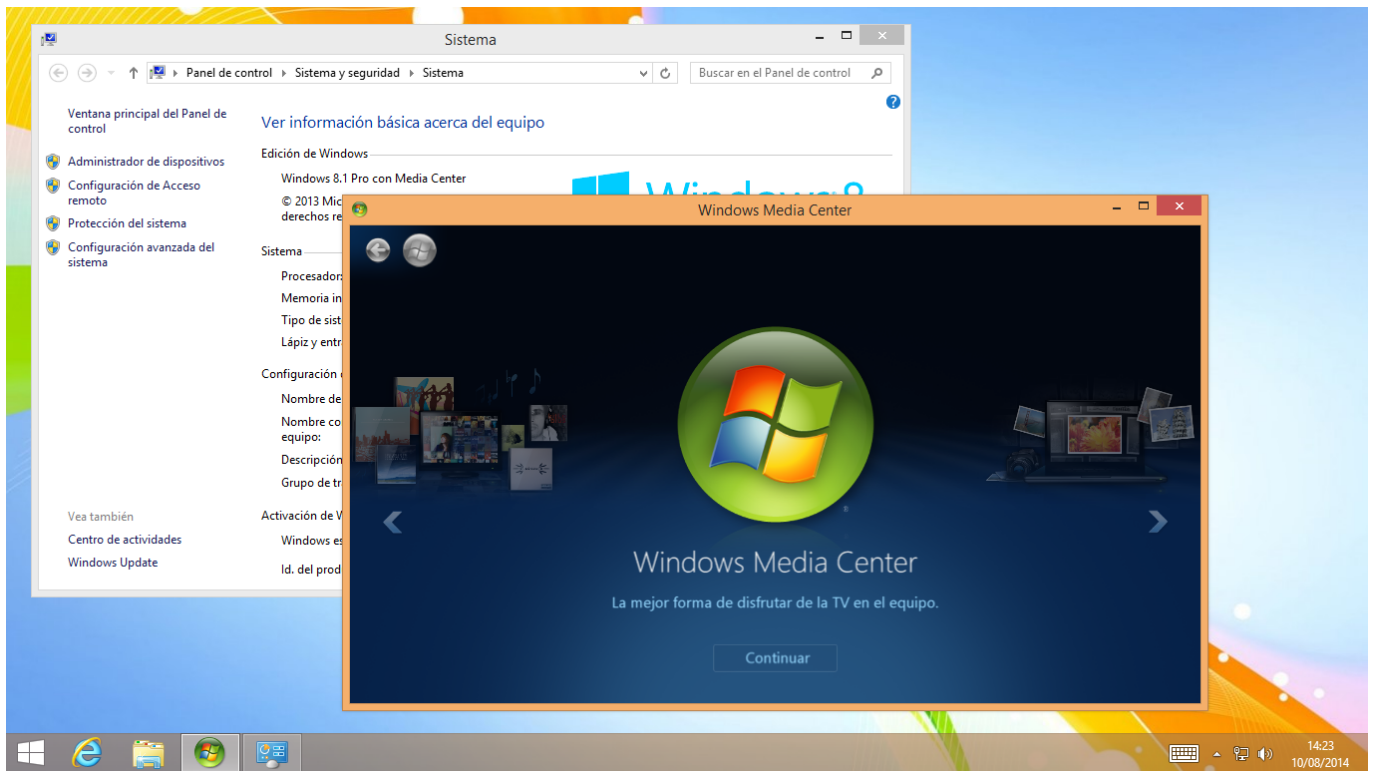 Sistema
Panel de control
Sistema y seguridad
Sistema
Buscar en el Panel de control
Ventana principal del Panel de
control
Administrador de dispositivos
Configuración de Acceso
remoto
Protección del sistema
Configuración avanzada del
sistema
Vea también
Centro de actividades
Windows Update
Ver información básica acerca del equipo
Edición de Windows
Windows 8.1 Pro con Media Center
© 2013 Mic
derechos re
Windows 8
Sistema
Procesador:
Memoria in
Tipo de sist
Lápiz y entr
Configuración
Nombre de
Nombre co
equipo:
Descripción
Grupo de tr
Activación de W
Windows es
Id. del prod
Windows Media Center
Windows Media Center
La mejor forma de disfrutar de la TV en el equipo.
Continuar
14:23
10/08/2014